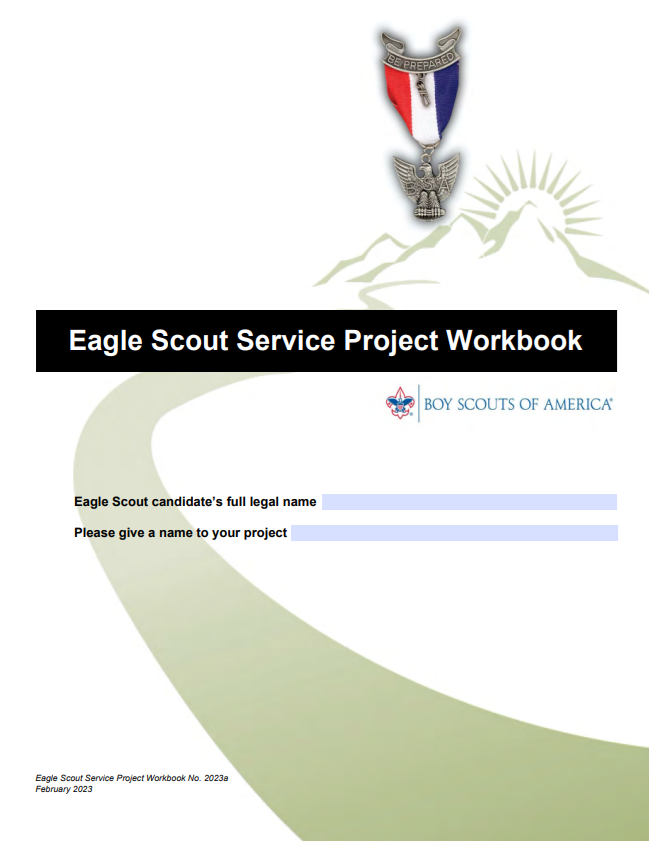 BE PREPARED
BSA
Eagle Scout Service Project Workbook
BOY SCOUTS OF AMERICA®
Eagle Scout candidate’s full legal name
Please give a name to your project
Eagle Scout Service Project Workbook No. 2023a
February 2023